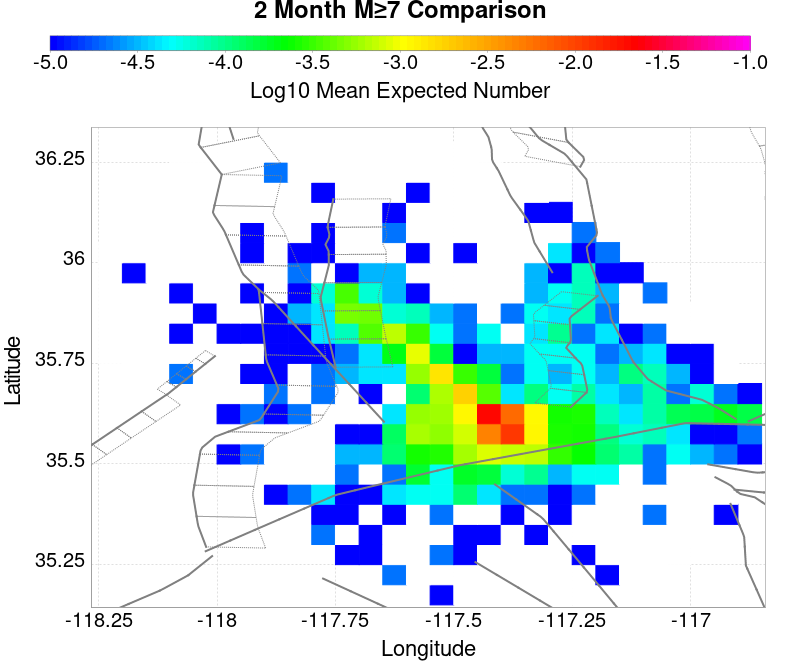 2 Month M≥7 Comparison
-5.0 -4.5 -4.0 -3.5 -3.0 -2.5 -2.0 -1.5 -1.0
Log10 Mean Expected Number
36.25
36
35.75
35.5
35.25
Latitude
-118.25 -118 -117.75 -117.5 -117.25 -117
Longitude